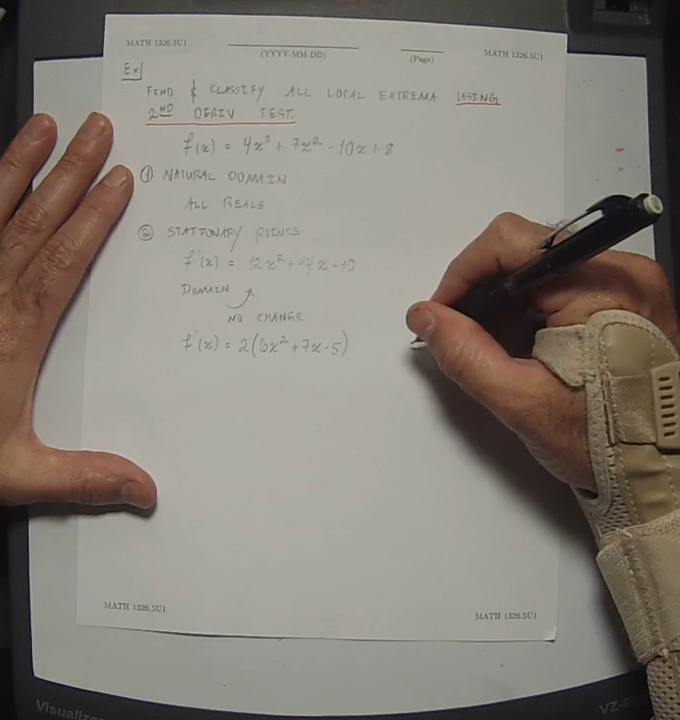 MATH 1326.5U1 MATH 1326.5U1
(YYYY-MM-DD) (Page)
Ex
FIND & CLASSIFY ALL LOCAL EXTREMA USING
2ND DERIV TEST.
f(x) = 4x³ + 7x² - 10x + 8
① NATURAL DOMAIN
ALL REALS
② STATIONARY POINTS
f'(x) = 12x² + 14x - 10
DOMAIN
NO CHANGE
f'(x) = 2(6x² + 7x - 5)
MATH 1326.5U1 MATH 1326.5U1
Visualizer